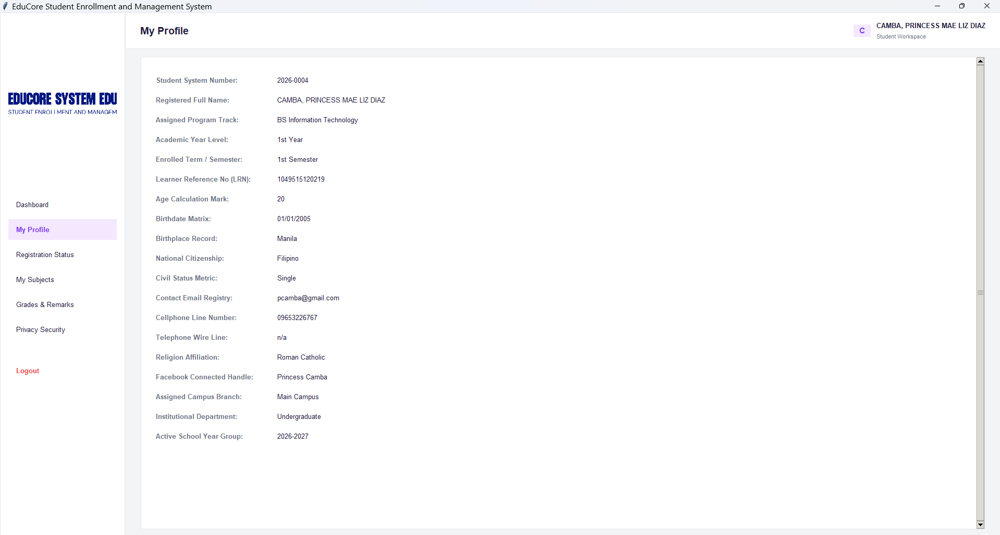 EduCore Student Enrollment and Management System
My Profile
C
CAMBA, PRINCESS MAE LIZ DIAZ
Student Workspace
EDUCORE SYSTEM EDU
STUDENT ENROLLMENT AND MANAGEM
Dashboard
My Profile
Registration Status
My Subjects
Grades & Remarks
Privacy Security
Logout
Student System Number: 2026-0004
Registered Full Name: CAMBA, PRINCESS MAE LIZ DIAZ
Assigned Program Track: BS Information Technology
Academic Year Level: 1st Year
Enrolled Term / Semester: 1st Semester
Learner Reference No (LRN): 1049515120219
Age Calculation Mark: 20
Birthdate Matrix: 01/01/2005
Birthplace Record: Manila
National Citizenship: Filipino
Civil Status Metric: Single
Contact Email Registry: pcamba@gmail.com
Cellphone Line Number: 09653226767
Telephone Wire Line: n/a
Religion Affiliation: Roman Catholic
Facebook Connected Handle: Princess Camba
Assigned Campus Branch: Main Campus
Institutional Department: Undergraduate
Active School Year Group: 2026-2027